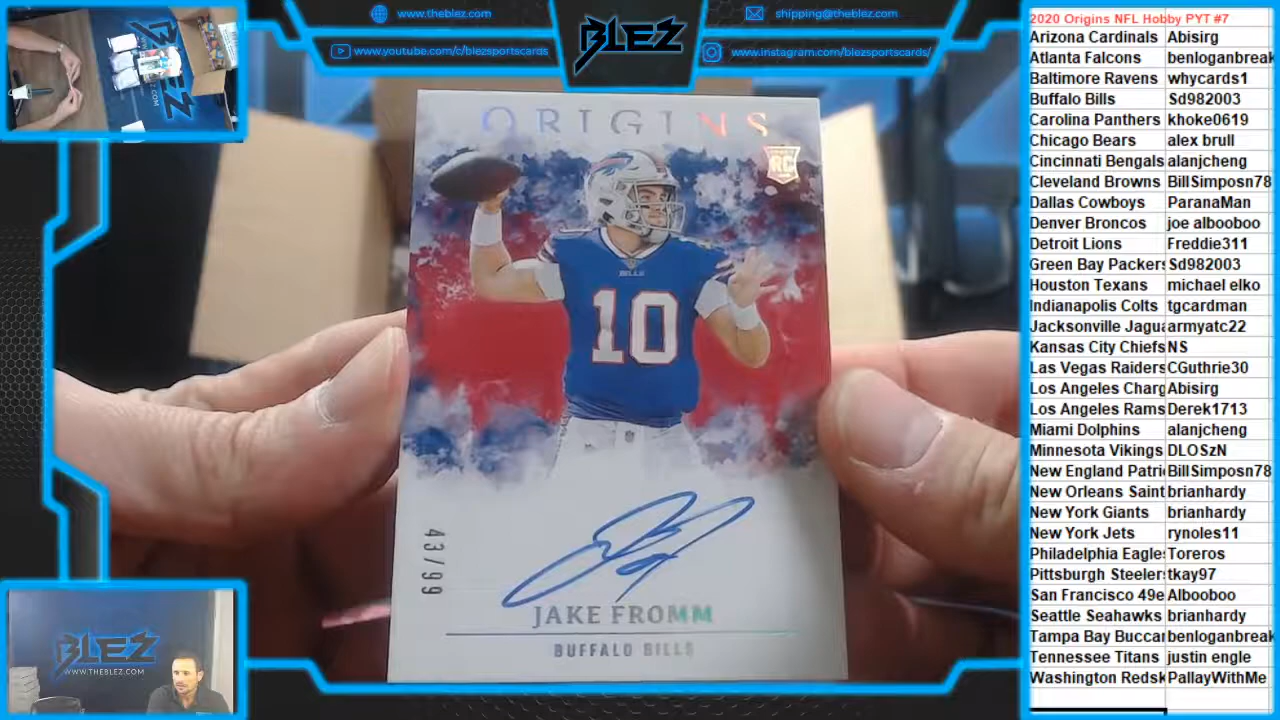 www.theblez.com
www.youtube.com/c/blezsportscards
BLEZ
shipping@theblez.com
www.instagram.com/blezsportscards/
BLEZ
.COM
ORIGINS
RC
BILLS
10
43/99
JAKE FROMM
BUFFALO BILLS
BLEZ
WWW.THEBLEZ.COM
2020 Origins NFL Hobby PYT #7
Arizona Cardinals Abisirg
Atlanta Falcons benloganbreak
Baltimore Ravens whycards1
Buffalo Bills Sd982003
Carolina Panthers khoke0619
Chicago Bears alex brull
Cincinnati Bengals alanjcheng
Cleveland Browns BillSimposn78
Dallas Cowboys ParanaMan
Denver Broncos joe albooboo
Detroit Lions Freddie311
Green Bay Packers Sd982003
Houston Texans michael elko
Indianapolis Colts tgcardman
Jacksonville Jagua armyatc22
Kansas City Chiefs NS
Las Vegas Raiders CGuthrie30
Los Angeles Charg Abisirg
Los Angeles Rams Derek1713
Miami Dolphins alanjcheng
Minnesota Vikings DLOSzN
New England Patri BillSimposn78
New Orleans Saint brianhardy
New York Giants brianhardy
New York Jets rynoles11
Philadelphia Eagles Toreros
Pittsburgh Steelers tkay97
San Francisco 49e Albooboo
Seattle Seahawks brianhardy
Tampa Bay Buccar benloganbreak
Tennessee Titans justin engle
Washington Redsk PallayWithMe